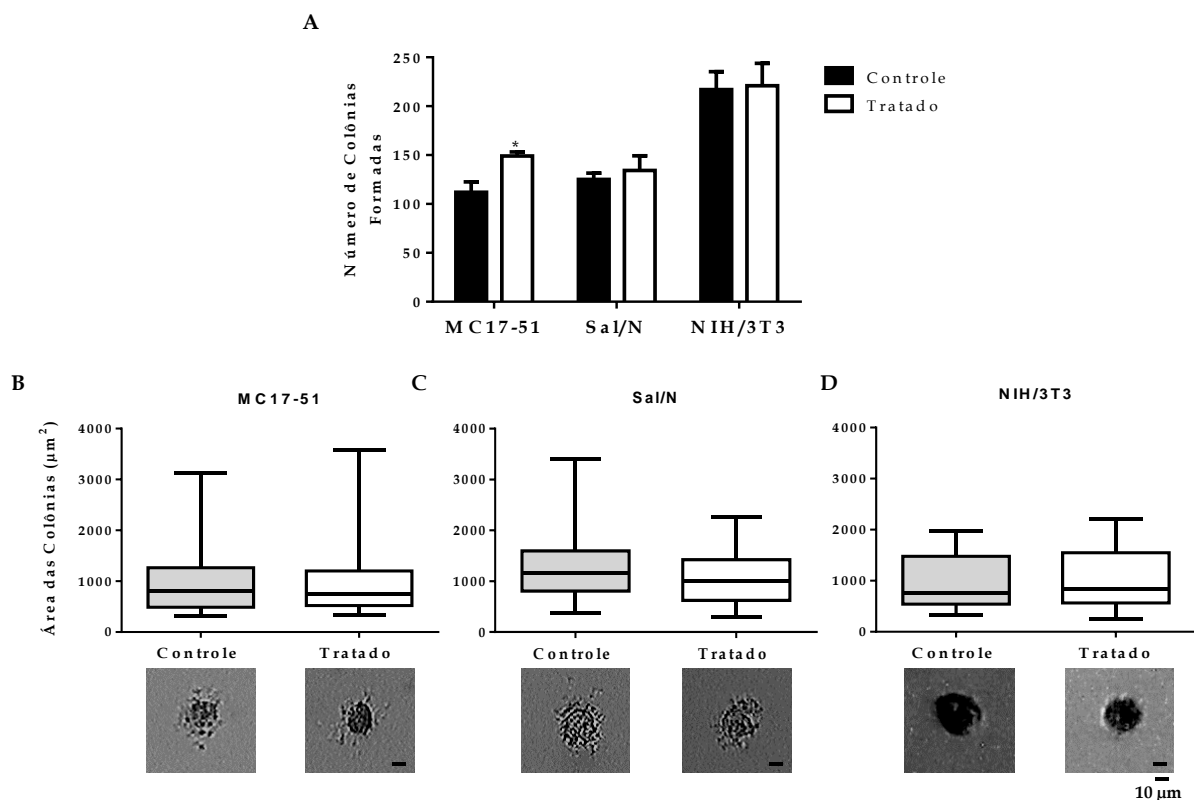 A
Número de Colônias
Formadas
250
200
150
100
50
0
*
Controle
Tratado
MC17-51
Sal/N
NIH/3T3
B
MC17-51
Área das Colônias (µm²)
4000
3000
2000
1000
0
Controle
Tratado
C
Sal/N
4000
3000
2000
1000
0
Controle
Tratado
D
NIH/3T3
4000
3000
2000
1000
0
Controle
Tratado
10 µm